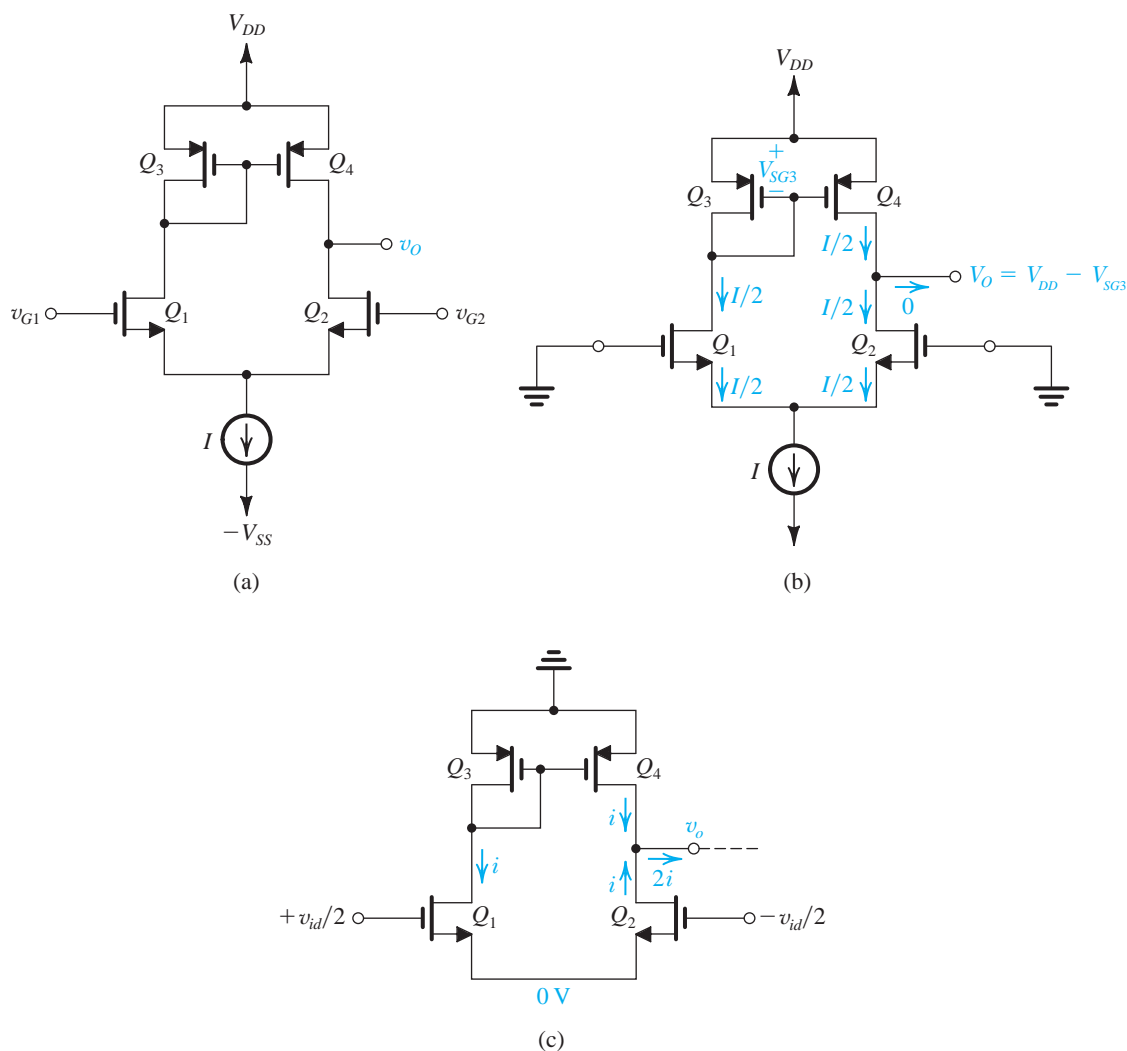 V_DD
Q_3
Q_4
v_O
v_G1
Q_1
Q_2
v_G2
I
−V_SS
(a)
V_DD
+
V_SG3
−
Q_3
Q_4
I/2
V_O = V_DD − V_SG3
0
I/2
I/2
Q_1
Q_2
I/2
I/2
I
(b)
Q_3
Q_4
i
v_o
i
i
2i
+v_id/2
Q_1
Q_2
−v_id/2
0 V
(c)